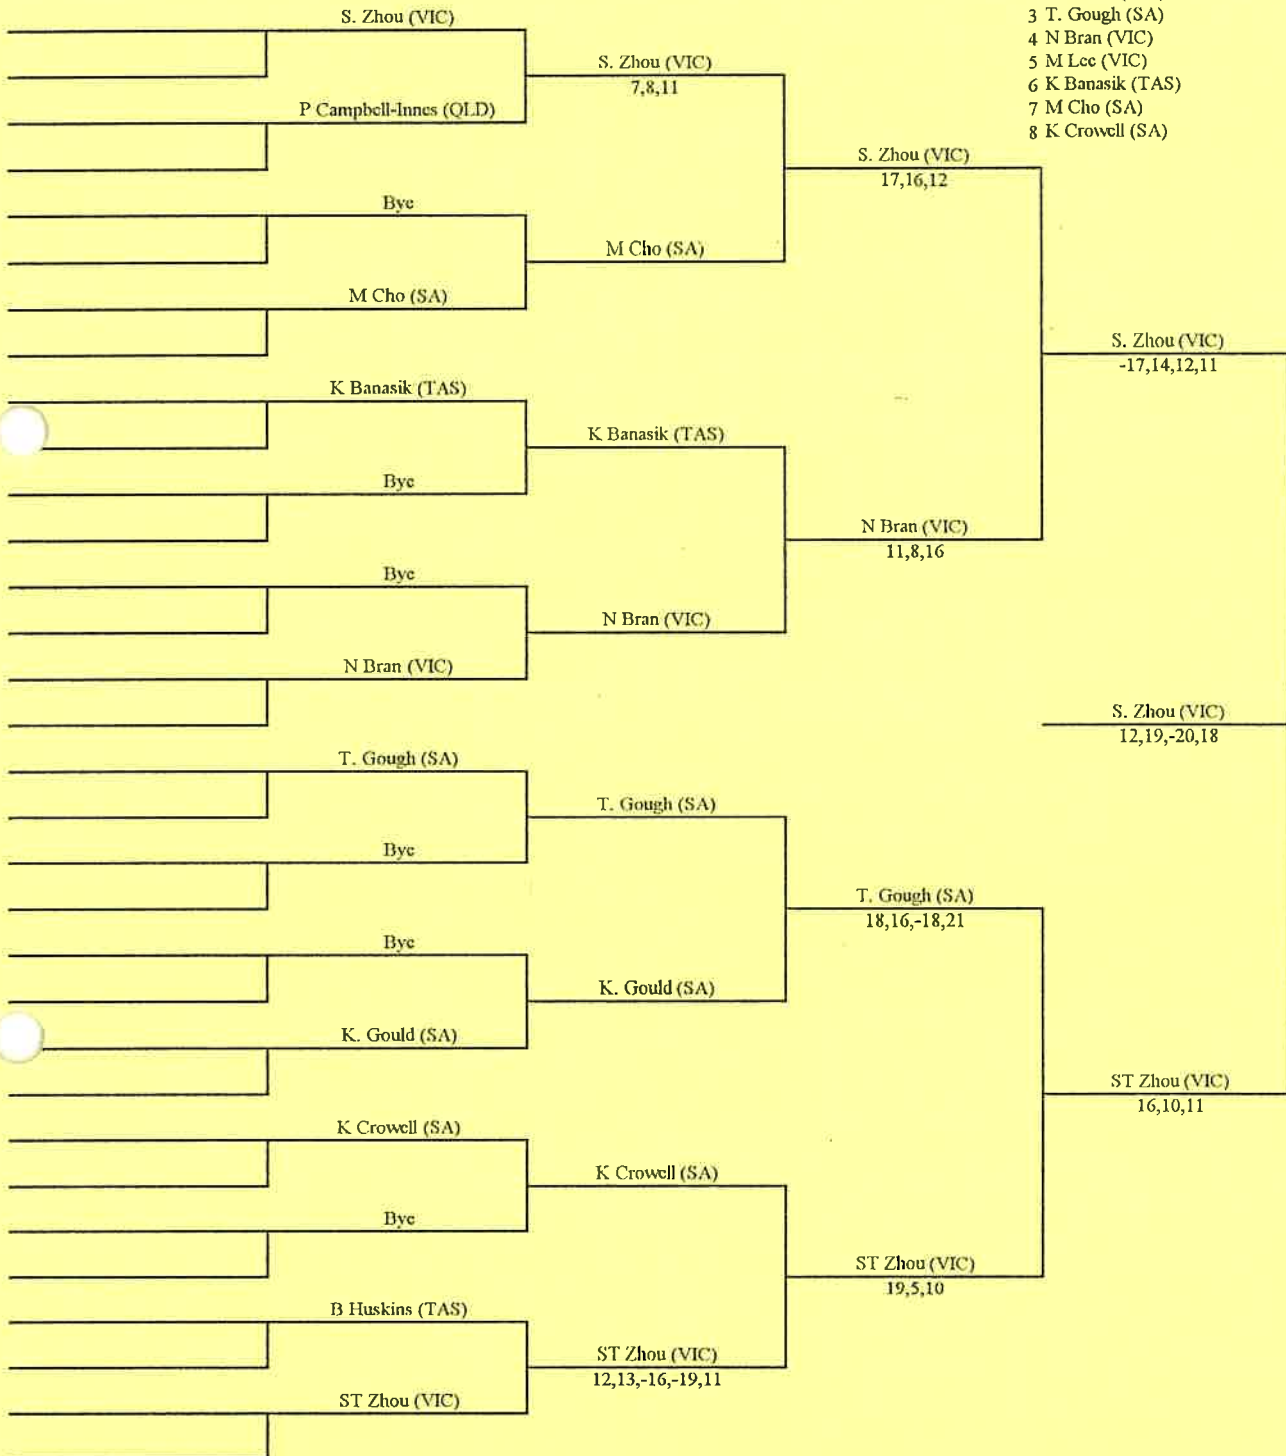 3 T. Gough (SA)
4 N Bran (VIC)
5 M Lee (VIC)
6 K Banasik (TAS)
7 M Cho (SA)
8 K Crowell (SA)
S. Zhou (VIC)
P Campbell-Innes (QLD)
Bye
M Cho (SA)
K Banasik (TAS)
Bye
Bye
N Bran (VIC)
T. Gough (SA)
Bye
Bye
K. Gould (SA)
K Crowell (SA)
Bye
B Huskins (TAS)
ST Zhou (VIC)
S. Zhou (VIC)
7,8,11
M Cho (SA)
K Banasik (TAS)
N Bran (VIC)
T. Gough (SA)
K. Gould (SA)
K Crowell (SA)
ST Zhou (VIC)
12,13,-16,-19,11
S. Zhou (VIC)
17,16,12
N Bran (VIC)
11,8,16
T. Gough (SA)
18,16,-18,21
ST Zhou (VIC)
19,5,10
S. Zhou (VIC)
-17,14,12,11
S. Zhou (VIC)
12,19,-20,18
ST Zhou (VIC)
16,10,11